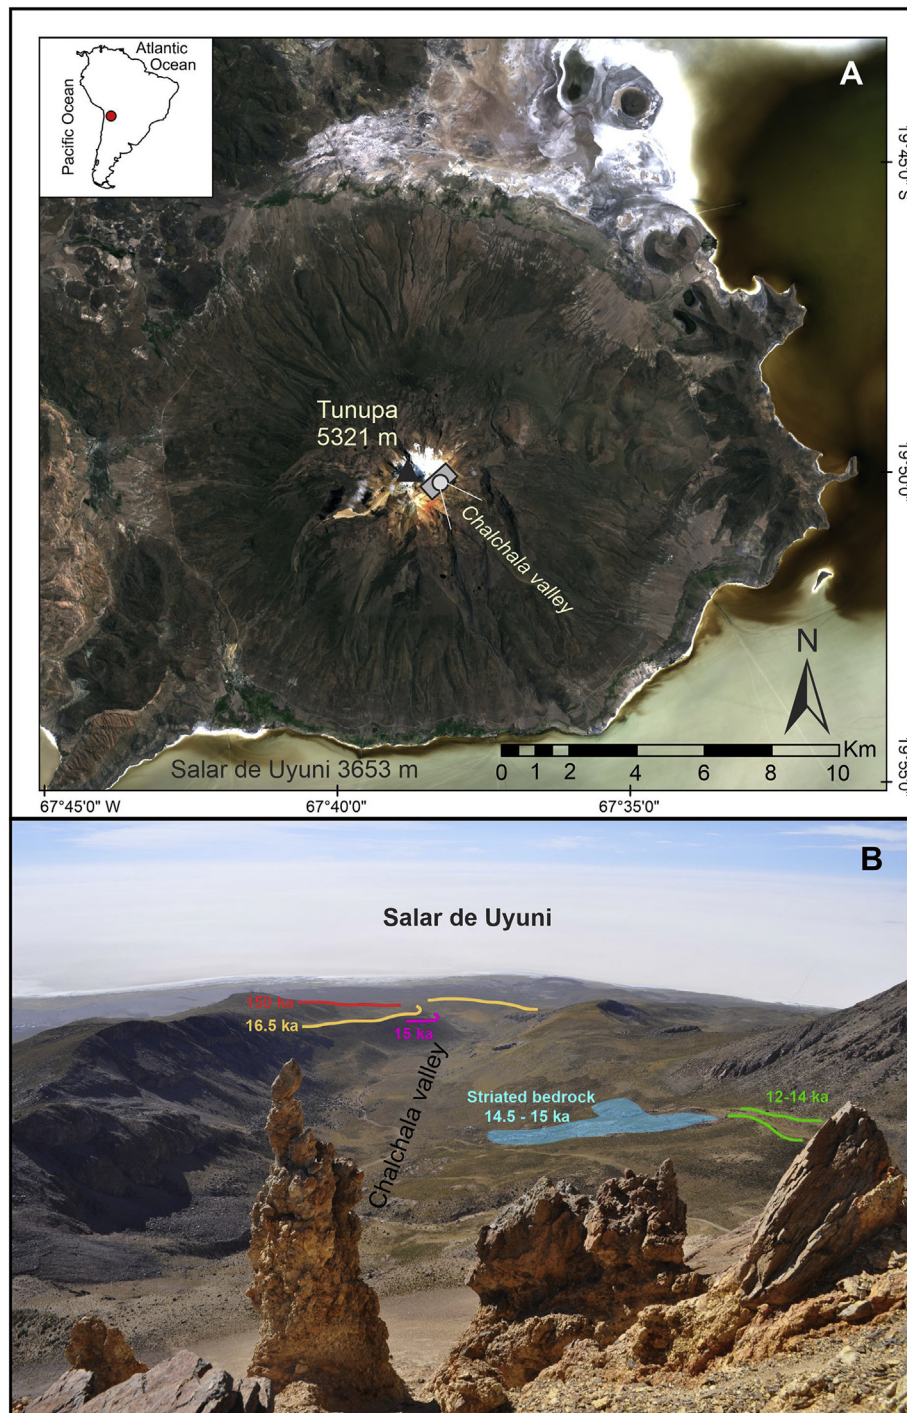 Atlantic
Ocean
Pacific Ocean
A
19°45'0" S
Tunupa
5321 m
19°50'0"
Chalchala valley
N
Salar de Uyuni 3653 m
Km
0 1 2 4 6 8 10
19°55'0"
67°45'0" W
67°40'0"
67°35'0"
B
Salar de Uyuni
150 ka
16.5 ka
15 ka
Chalchala valley
Striated bedrock
14.5 - 15 ka
12-14 ka